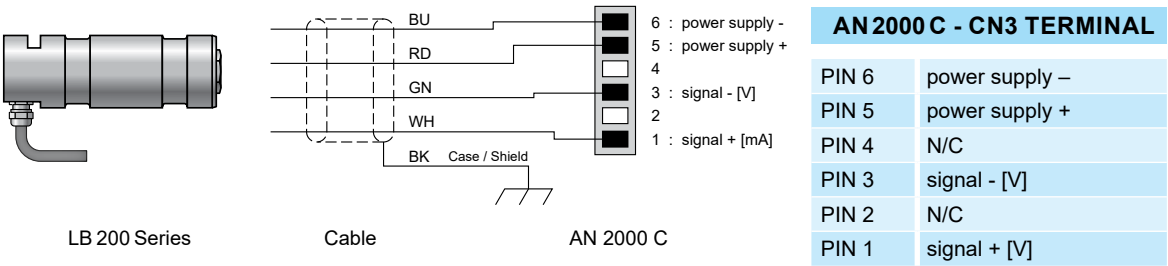 BU
RD
GN
WH
BK Case / Shield
6 : power supply -
5 : power supply +
4
3 : signal - [V]
2
1 : signal + [mA]
LB 200 Series
Cable
AN 2000 C
AN 2000 C - CN3 TERMINAL
PIN 6 power supply –
PIN 5 power supply +
PIN 4 N/C
PIN 3 signal - [V]
PIN 2 N/C
PIN 1 signal + [V]